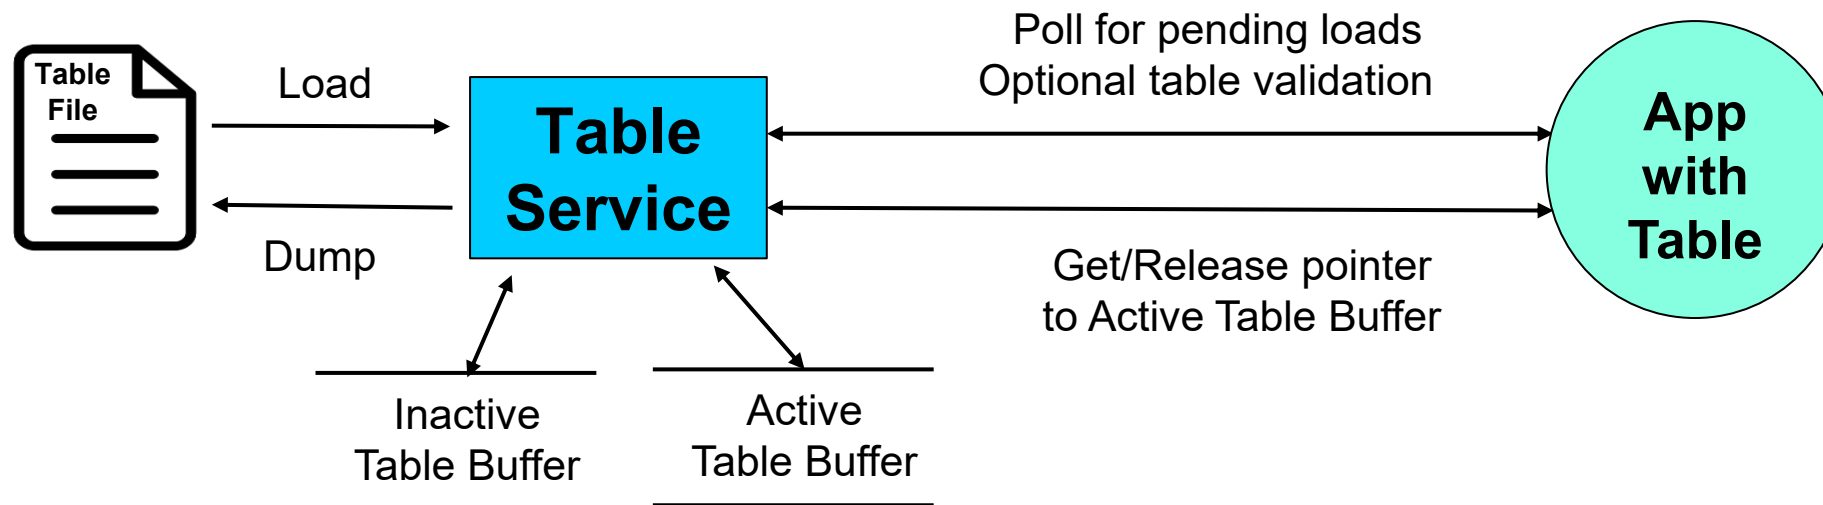 Table
File
Load
Dump
Table
Service
Poll for pending loads
Optional table validation
Get/Release pointer
to Active Table Buffer
App
with
Table
Inactive
Table Buffer
Active
Table Buffer